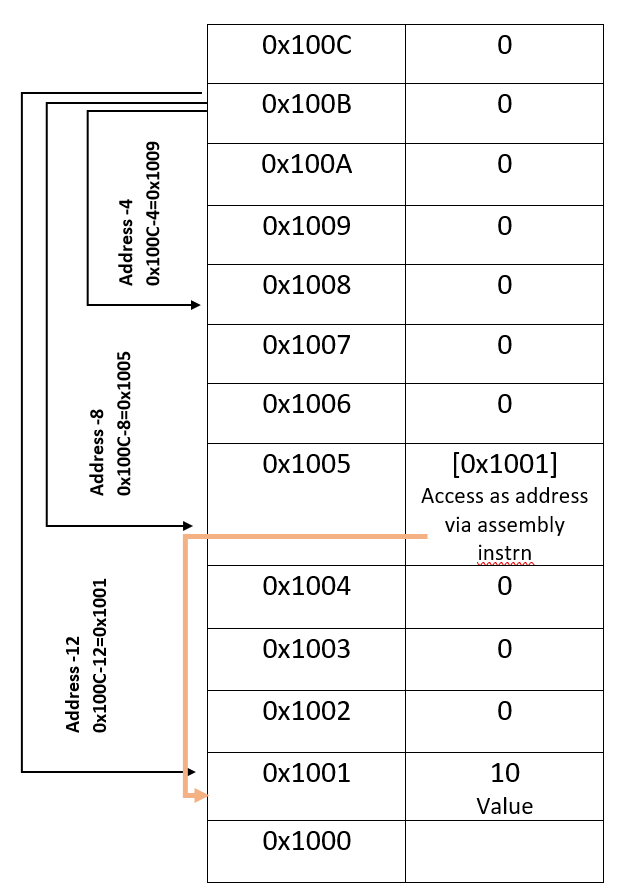 0x100C 0
0x100B 0
0x100A 0
0x1009 0
0x1008 0
0x1007 0
0x1006 0
0x1005 [0x1001]
Access as address
via assembly
instrn
0x1004 0
0x1003 0
0x1002 0
0x1001 10
Value
0x1000
Address -4
0x100C-4=0x1009
Address -8
0x100C-8=0x1005
Address -12
0x100C-12=0x1001